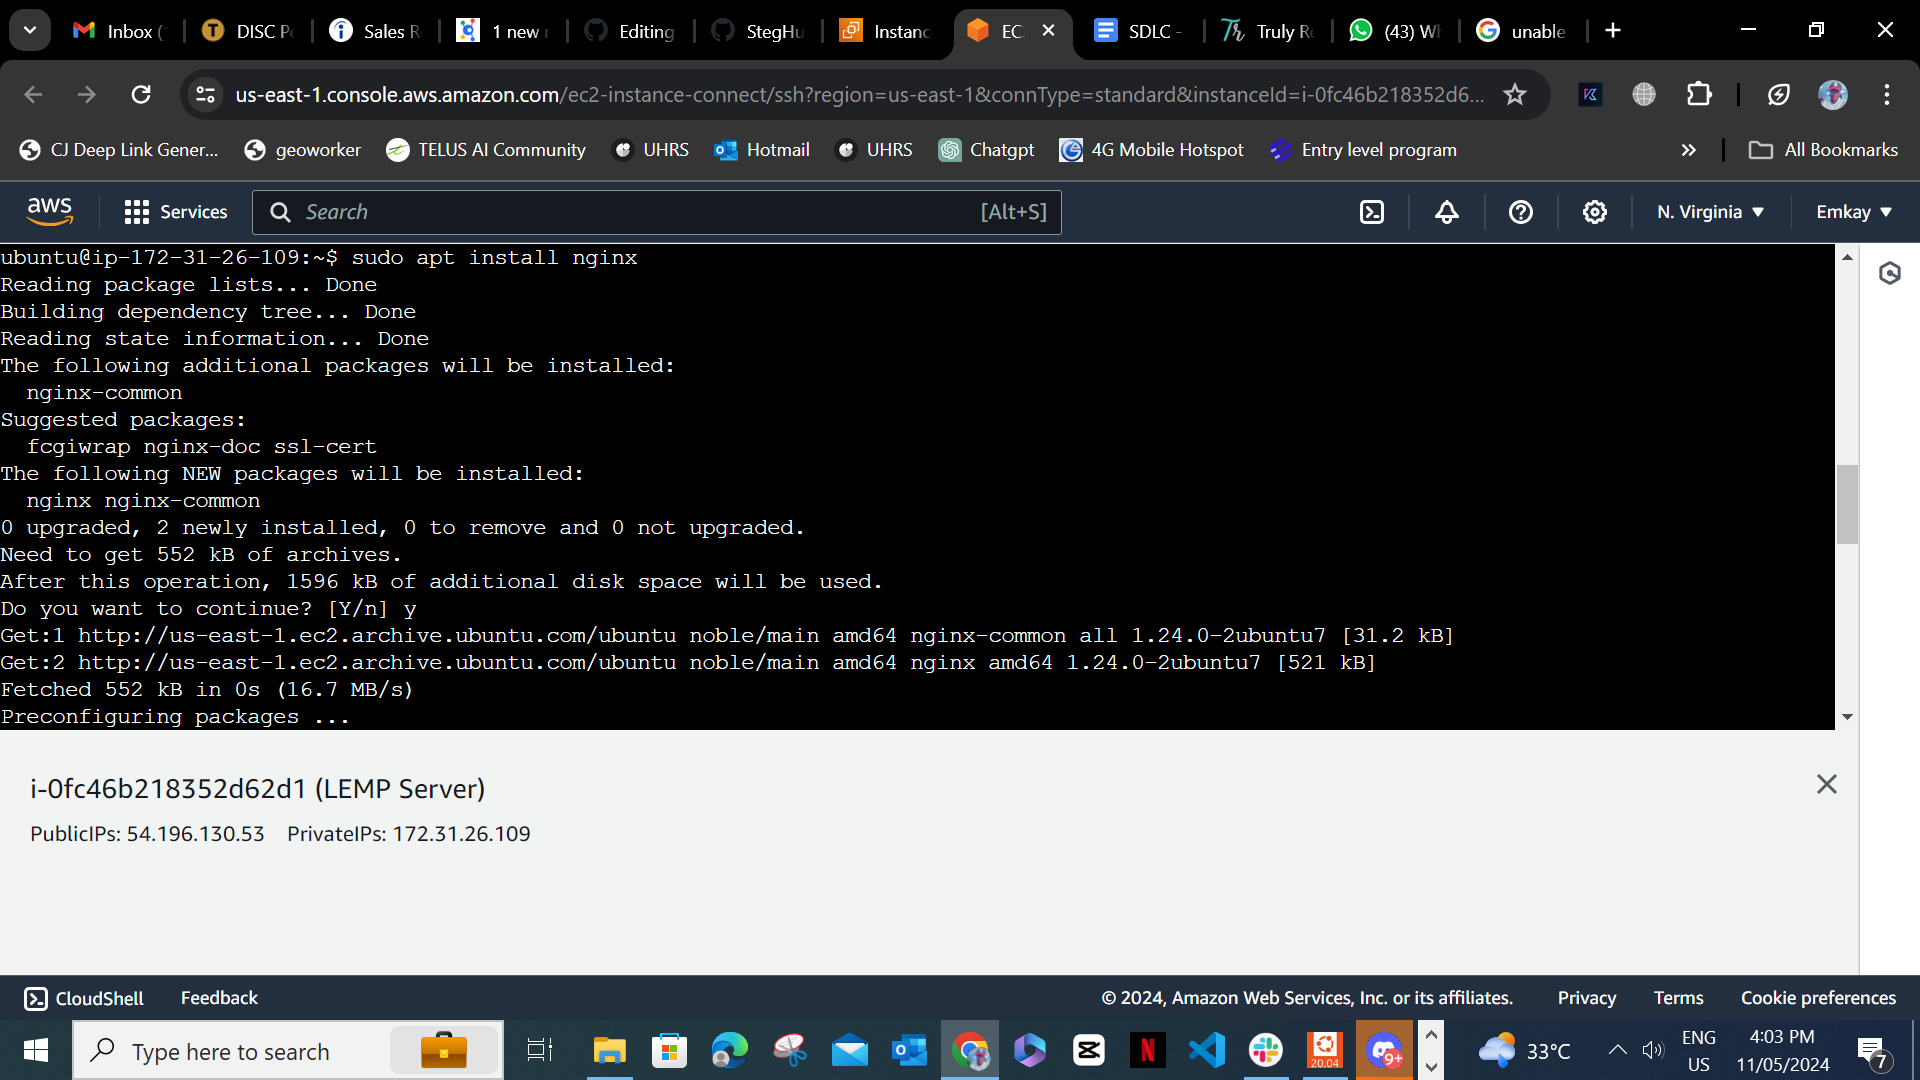 Inbox (
DISC Pe
Sales R
1 new
Editing
StegHu
Instanc
EC
SDLC -
Truly Re
(43) W
unable
us-east-1.console.aws.amazon.com/ec2-instance-connect/ssh?region=us-east-1&connType=standard&instanceId=i-0fc46b218352d6...
CJ Deep Link Gener...
geoworker
TELUS AI Community
UHRS
Hotmail
UHRS
Chatgpt
4G Mobile Hotspot
Entry level program
All Bookmarks
aws
Services
Search
[Alt+S]
N. Virginia
Emkay
ubuntu@ip-172-31-26-109:~$ sudo apt install nginx
Reading package lists... Done
Building dependency tree... Done
Reading state information... Done
The following additional packages will be installed:
nginx-common
Suggested packages:
fcgiwrap nginx-doc ssl-cert
The following NEW packages will be installed:
nginx nginx-common
0 upgraded, 2 newly installed, 0 to remove and 0 not upgraded.
Need to get 552 kB of archives.
After this operation, 1596 kB of additional disk space will be used.
Do you want to continue? [Y/n] y
Get:1 http://us-east-1.ec2.archive.ubuntu.com/ubuntu noble/main amd64 nginx-common all 1.24.0-2ubuntu7 [31.2 kB]
Get:2 http://us-east-1.ec2.archive.ubuntu.com/ubuntu noble/main amd64 nginx amd64 1.24.0-2ubuntu7 [521 kB]
Fetched 552 kB in 0s (16.7 MB/s)
Preconfiguring packages ...
i-0fc46b218352d62d1 (LEMP Server)
PublicIPs: 54.196.130.53 PrivateIPs: 172.31.26.109
CloudShell
Feedback
© 2024, Amazon Web Services, Inc. or its affiliates.
Privacy
Terms
Cookie preferences
Type here to search
20.04
9+
33°C
ENG
US
4:03 PM
11/05/2024
7